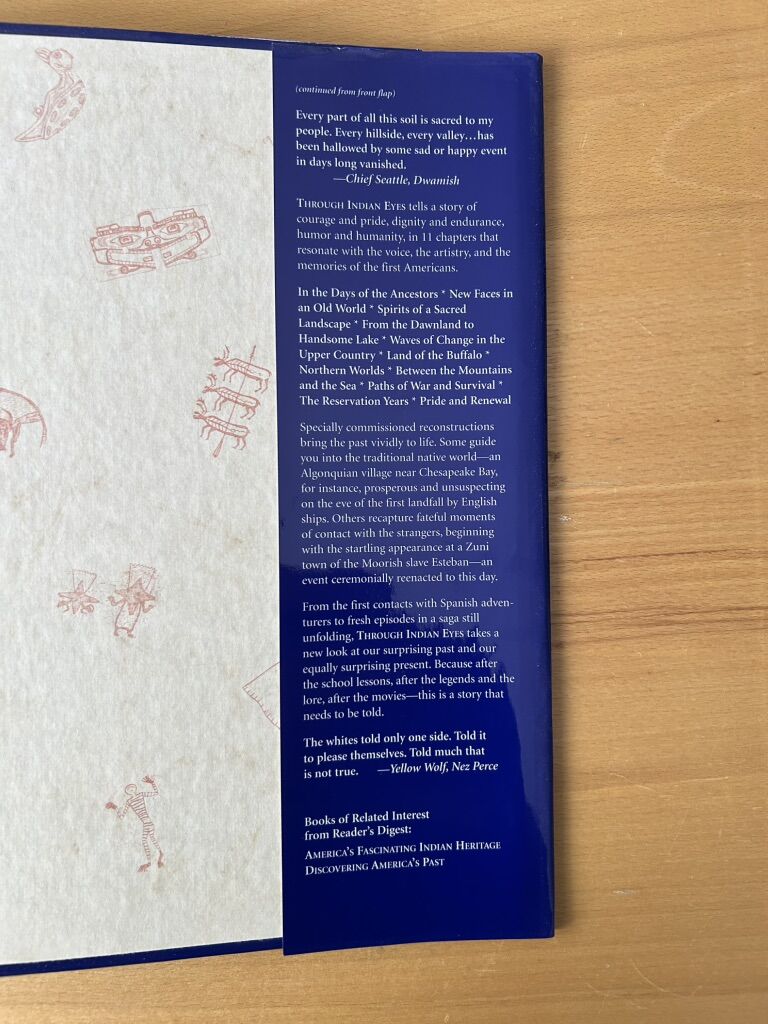 (continued from front flap)
Every part of all this soil is sacred to my
people. Every hillside, every valley…has
been hallowed by some sad or happy event
in days long vanished.
—Chief Seattle, Dwamish
THROUGH INDIAN EYES tells a story of
courage and pride, dignity and endurance,
humor and humanity, in 11 chapters that
resonate with the voice, the artistry, and the
memories of the first Americans.
In the Days of the Ancestors * New Faces in
an Old World * Spirits of a Sacred
Landscape * From the Dawnland to
Handsome Lake * Waves of Change in the
Upper Country * Land of the Buffalo *
Northern Worlds * Between the Mountains
and the Sea * Paths of War and Survival *
The Reservation Years * Pride and Renewal
Specially commissioned reconstructions
bring the past vividly to life. Some guide
you into the traditional native world—an
Algonquian village near Chesapeake Bay,
for instance, prosperous and unsuspecting
on the eve of the first landfall by English
ships. Others recapture fateful moments
of contact with the strangers, beginning
with the startling appearance at a Zuni
town of the Moorish slave Esteban—an
event ceremonially reenacted to this day.
From the first contacts with Spanish adven-
turers to fresh episodes in a saga still
unfolding, THROUGH INDIAN EYES takes a
new look at our surprising past and our
equally surprising present. Because after
the school lessons, after the legends and the
lore, after the movies—this is a story that
needs to be told.
The whites told only one side. Told it
to please themselves. Told much that
is not true. —Yellow Wolf, Nez Perce
Books of Related Interest
from Reader's Digest:
AMERICA'S FASCINATING INDIAN HERITAGE
DISCOVERING AMERICA'S PAST